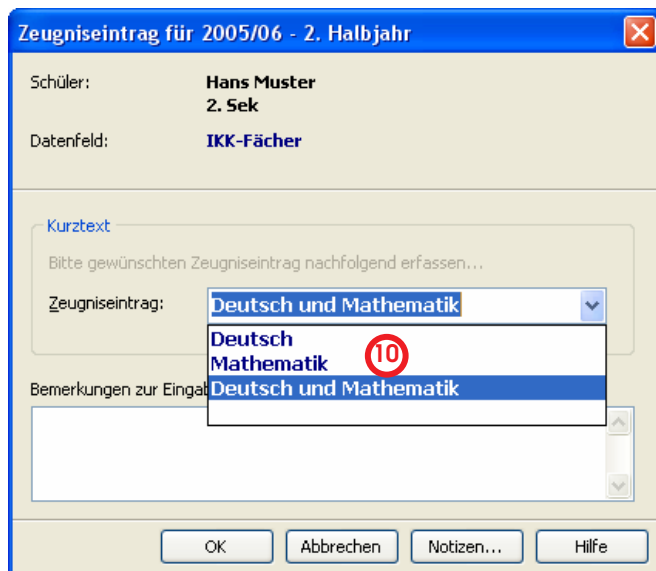 Zeugniseintrag für 2005/06 - 2. Halbjahr
Schüler: Hans Muster
2. Sek
Datenfeld: IKK-Fächer
Kurztext
Bitte gewünschten Zeugniseintrag nachfolgend erfassen...
Zeugniseintrag: Deutsch und Mathematik
Deutsch
Mathematik
10
Bemerkungen zur Eingab Deutsch und Mathematik
OK Abbrechen Notizen... Hilfe